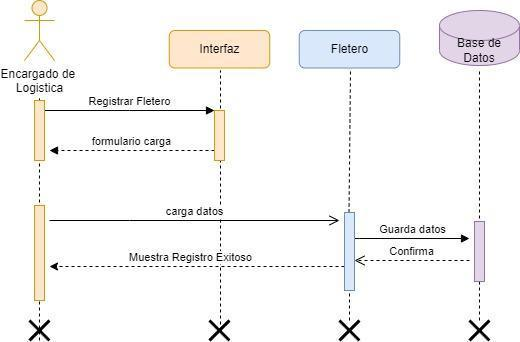 Interfaz
Fletero
Base de
Datos
Encargado de
Logistica
Registrar Fletero
formulario carga
carga datos
Guarda datos
Confirma
Muestra Registro Exitoso